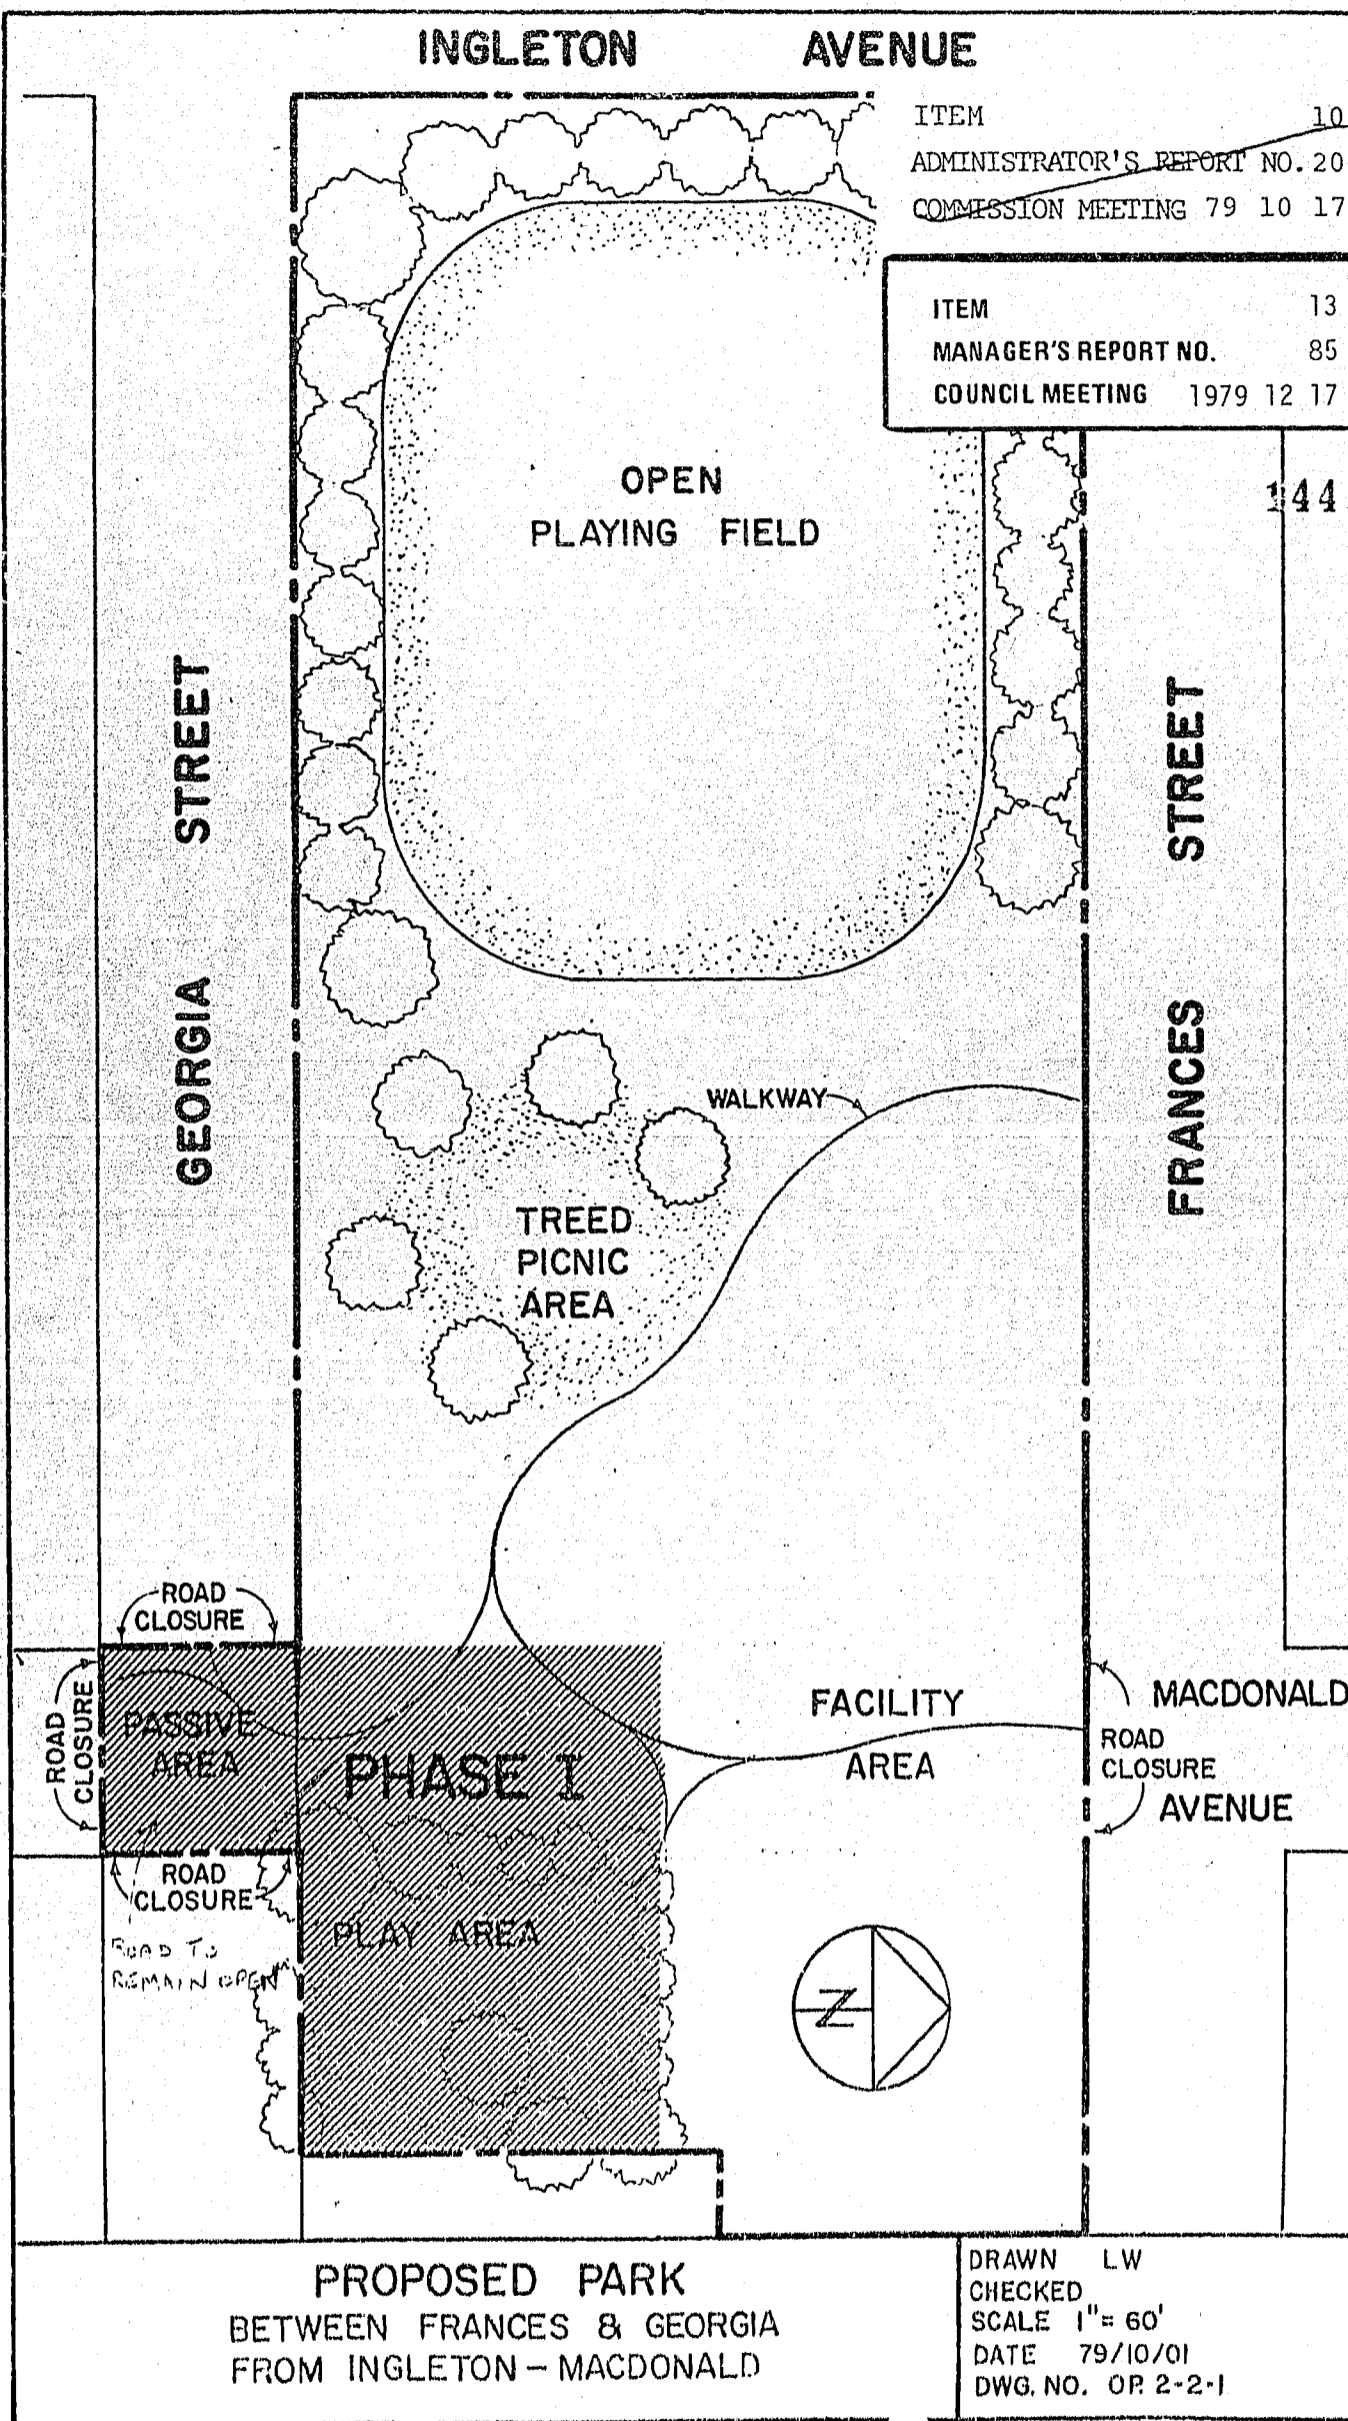 INGLETON AVENUE
ITEM 10
ADMINISTRATOR'S REPORT NO. 20
COMMISSION MEETING 79 10 17
ITEM 13
MANAGER'S REPORT NO. 85
COUNCIL MEETING 1979 12 17
144
OPEN
PLAYING FIELD
GEORGIA STREET
FRANCES STREET
WALKWAY
TREED
PICNIC
AREA
ROAD
CLOSURE
ROAD
CLOSURE
PASSIVE
AREA
PHASE I
FACILITY
AREA
MACDONALD
ROAD
CLOSURE
AVENUE
ROAD
CLOSURE
ROAD TO
REMAIN OPEN
PLAY AREA
N
PROPOSED PARK
BETWEEN FRANCES & GEORGIA
FROM INGLETON - MACDONALD
DRAWN LW
CHECKED
SCALE 1"= 60'
DATE 79/10/01
DWG. NO. OP. 2-2-1